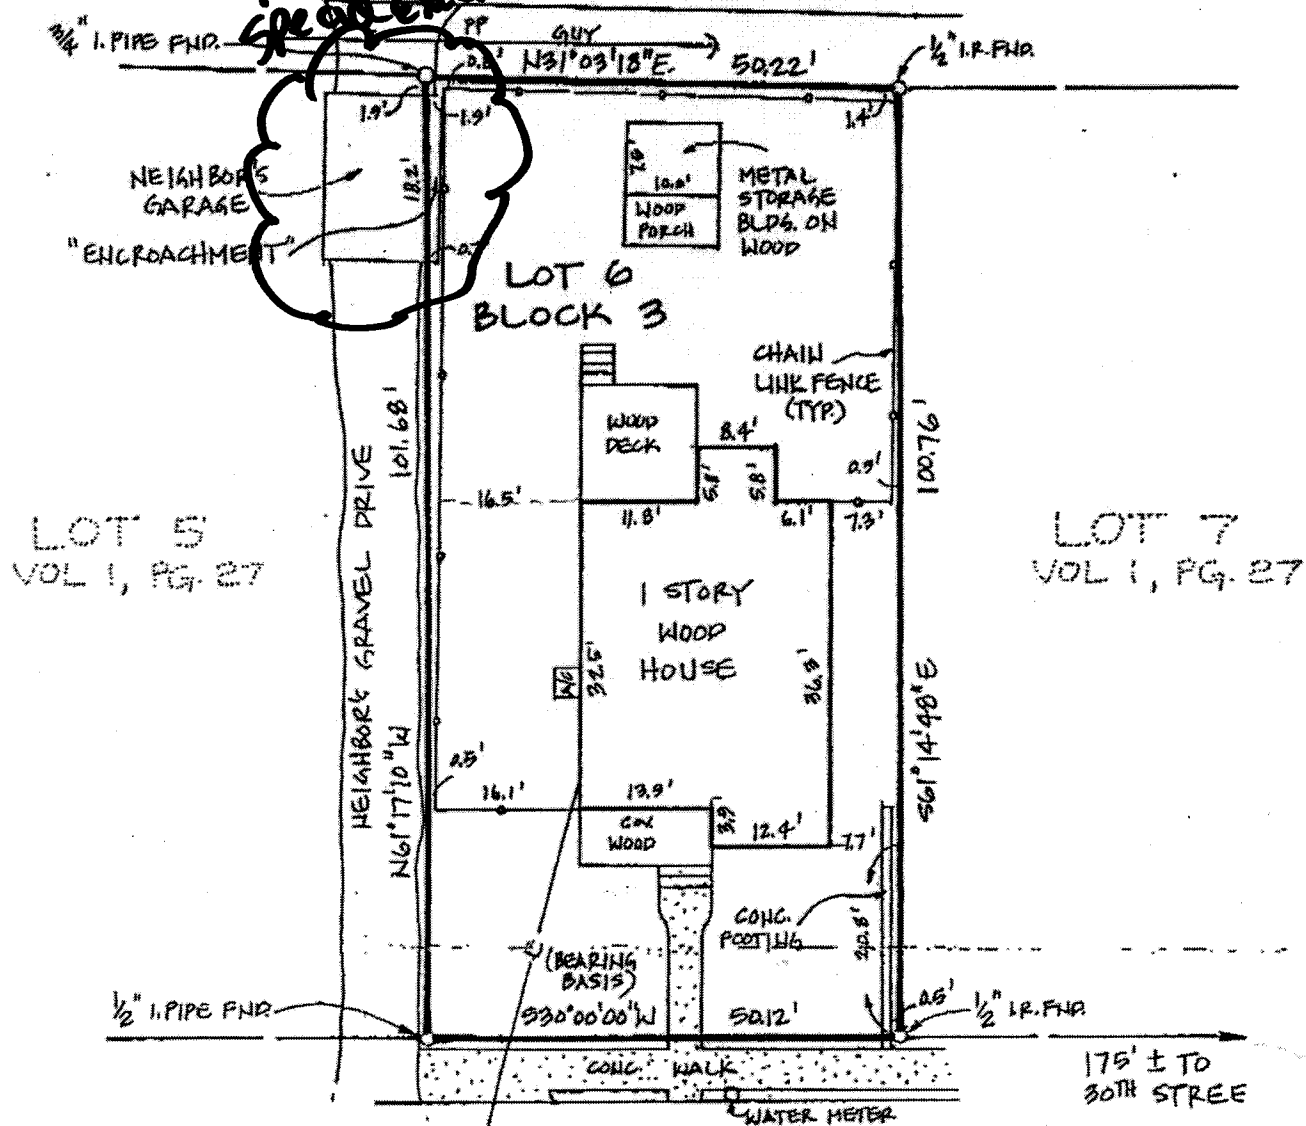 3/4" I. PIPE FND.
PP
GUY
N31°03'18"E.
50.22'
1/2" I.R. FND.
1.9'
1.9'
1.4'
18.2'
NEIGHBOR'S
GARAGE
"ENCROACHMENT"
10.0'
WOOD
PORCH
METAL
STORAGE
BLDG. ON
WOOD
LOT 6
BLOCK 3
CHAIN
LINK FENCE
(TYP.)
WOOD
DECK
8.4'
5.8'
5.8'
0.9'
101.68'
100.76'
16.5'
11.8'
6.1'
7.3'
LOT 5
VOL 1, PG. 27
LOT 7
VOL 1, PG. 27
NEIGHBOR'S GRAVEL DRIVE
1 STORY
WOOD
HOUSE
A/C
32.5'
36.3'
N61°17'10"W
S61°14'48"E
0.5'
16.1'
13.9'
COV.
WOOD
3.9
12.4'
7.7'
CONC.
FOOTING
20.8'
(BEARING
BASIS)
1/2" I.PIPE FND.
S30°00'00"W
50.12'
0.5'
1/2" I.R. FND.
CONC. WALK
175' ± TO
30TH STREE
WATER METER